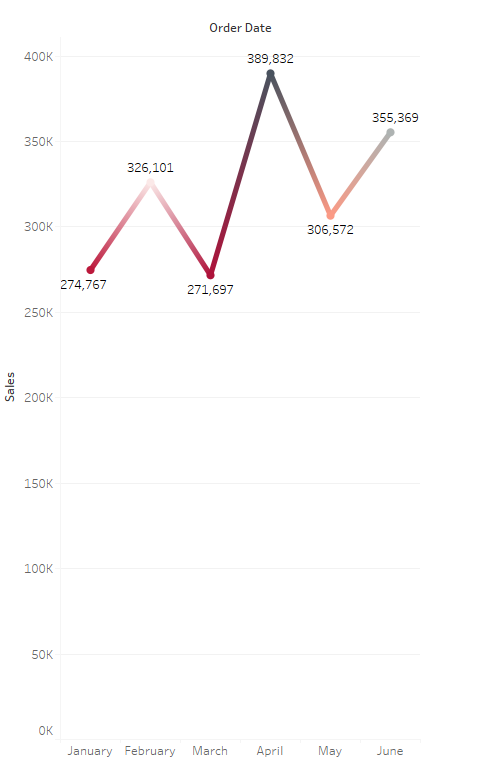 Order Date
400K
389,832
355,369
350K
326,101
306,572
300K
274,767
271,697
250K
Sales
200K
150K
100K
50K
0K
January February March April May June